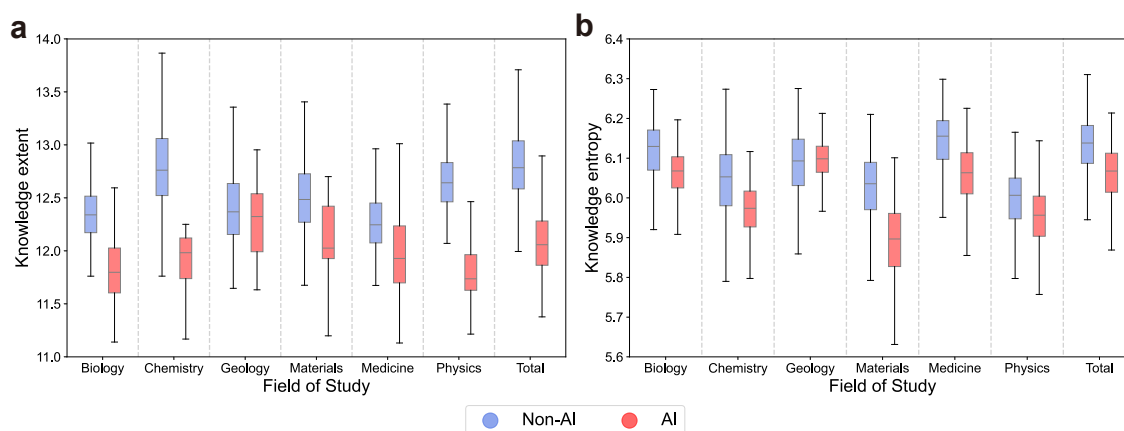 a
14.0
13.5
13.0
12.5
12.0
11.5
11.0
Knowledge extent
Biology Chemistry Geology Materials Medicine Physics Total
Field of Study
b
6.4
6.3
6.2
6.1
6.0
5.9
5.8
5.7
5.6
Knowledge entropy
Biology Chemistry Geology Materials Medicine Physics Total
Field of Study
Non-AI AI